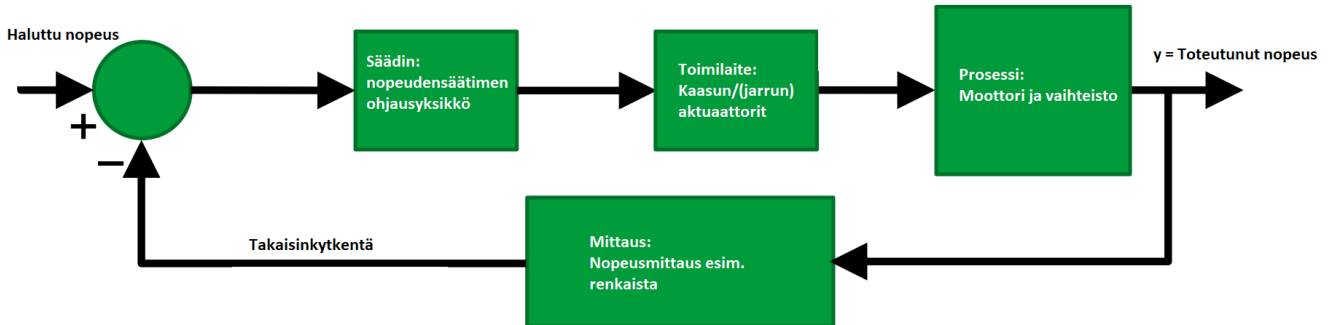 Haluttu nopeus
+
−
Säädin:
nopeudensäätimen
ohjausyksikkö
Toimilaite:
Kaasun/(jarrun)
aktuaattorit
Prosessi:
Moottori ja vaihteisto
y = Toteutunut nopeus
Mittaus:
Nopeusmittaus esim.
renkaista
Takaisinkytkentä